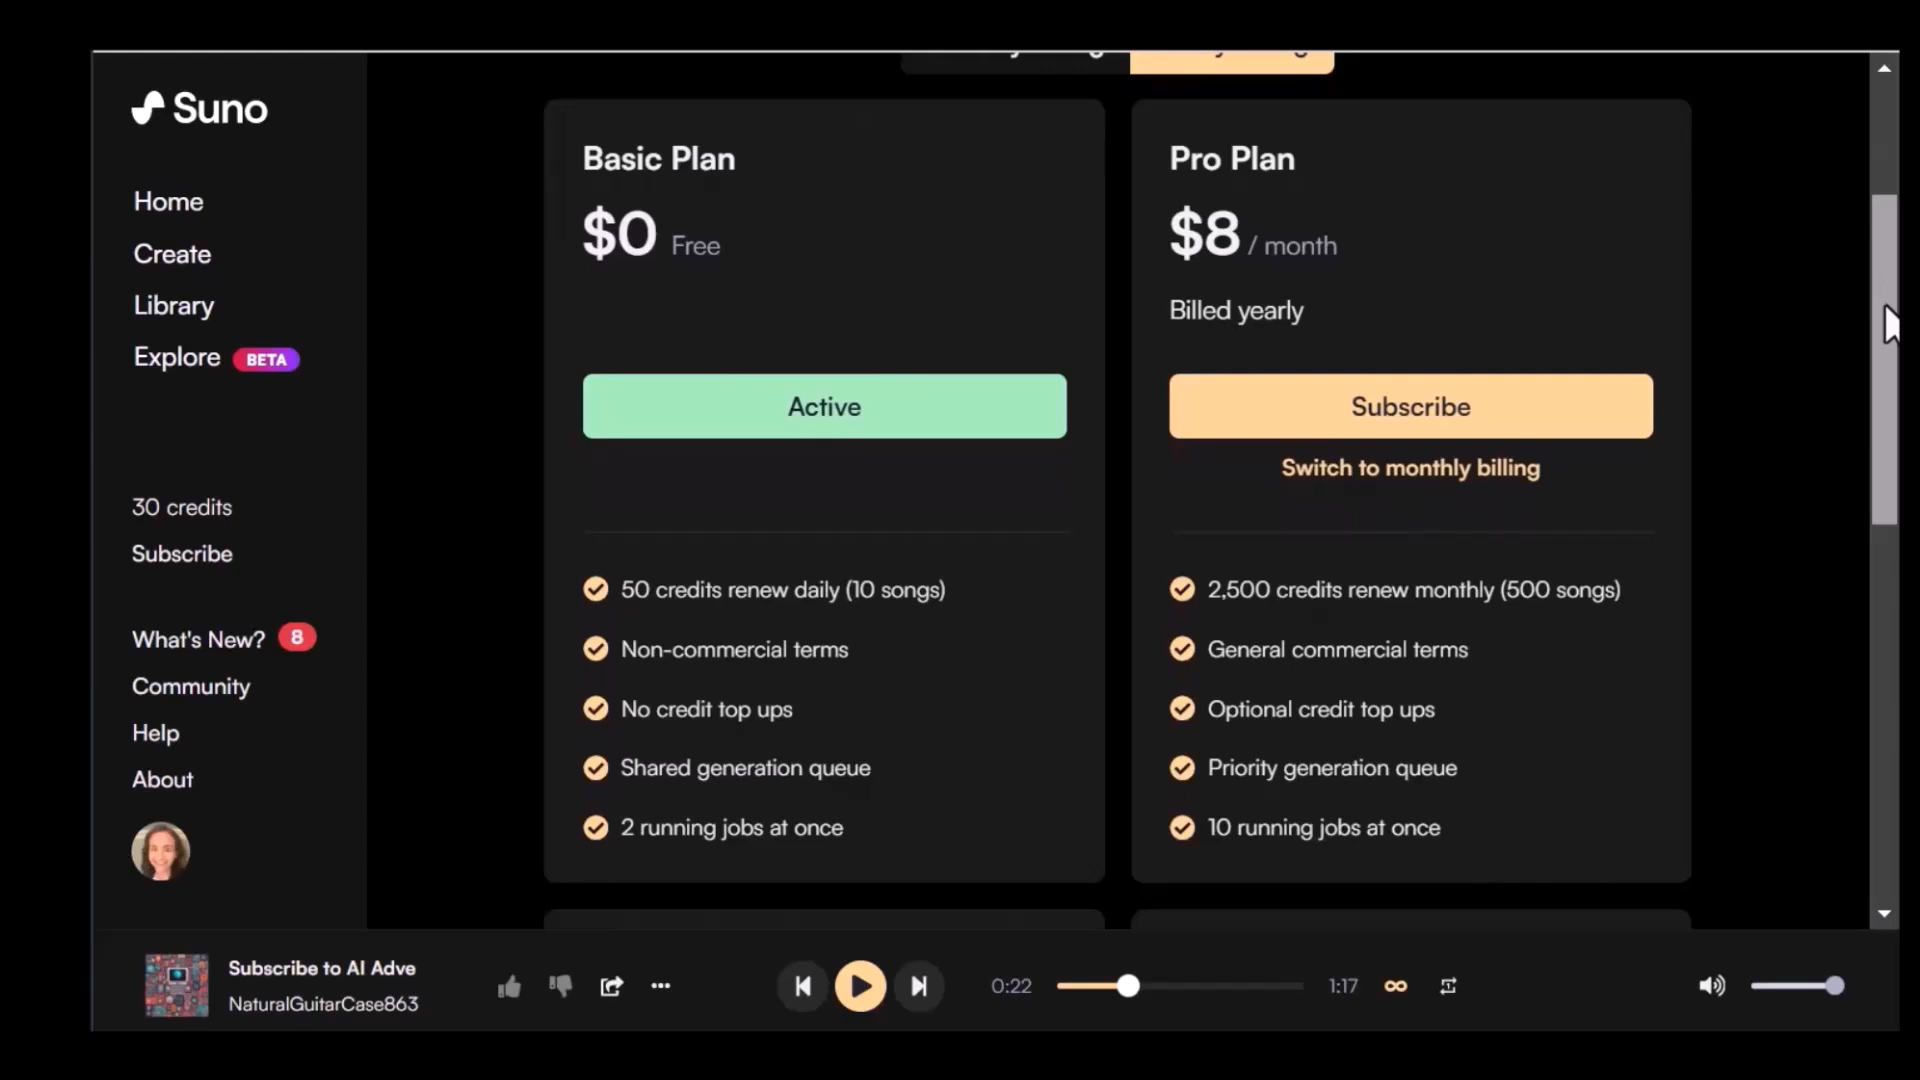 Suno
Home
Create
Library
Explore BETA
30 credits
Subscribe
What's New? 8
Community
Help
About
Basic Plan
$0 Free
Active
50 credits renew daily (10 songs)
Non-commercial terms
No credit top ups
Shared generation queue
2 running jobs at once
Pro Plan
$8 / month
Billed yearly
Subscribe
Switch to monthly billing
2,500 credits renew monthly (500 songs)
General commercial terms
Optional credit top ups
Priority generation queue
10 running jobs at once
Subscribe to AI Adve
NaturalGuitarCase863
0:22
1:17